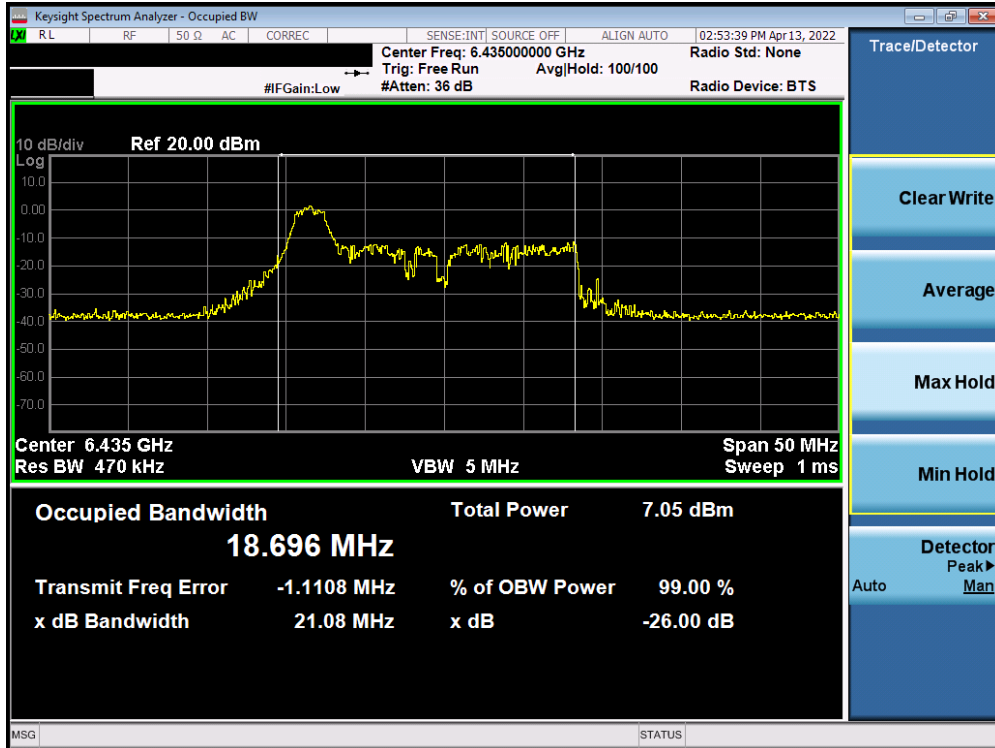 Keysight Spectrum Analyzer - Occupied BW
LXI RL RF 50 Ω AC CORREC SENSE:INT SOURCE OFF ALIGN AUTO 02:53:39 PM Apr 13, 2022
Center Freq: 6.435000000 GHz Radio Std: None
Trig: Free Run Avg|Hold: 100/100
#IFGain:Low #Atten: 36 dB Radio Device: BTS
10 dB/div Ref 20.00 dBm
Log
10.0
0.00
-10.0
-20.0
-30.0
-40.0
-50.0
-60.0
-70.0
Center 6.435 GHz Span 50 MHz
Res BW 470 kHz VBW 5 MHz Sweep 1 ms
Occupied Bandwidth Total Power 7.05 dBm
18.696 MHz
Transmit Freq Error -1.1108 MHz % of OBW Power 99.00 %
x dB Bandwidth 21.08 MHz x dB -26.00 dB
MSG STATUS
Trace/Detector
Clear Write
Average
Max Hold
Min Hold
Detector
Peak▶
Auto Man